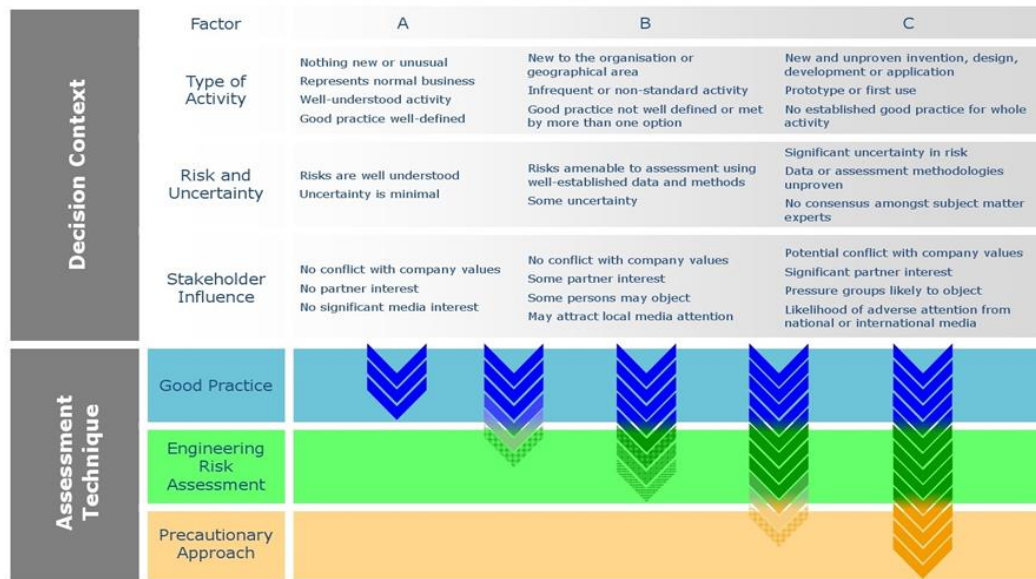 Factor
A
B
C
Decision Context
Type of
Activity
Nothing new or unusual
Represents normal business
Well-understood activity
Good practice well-defined
New to the organisation or
geographical area
Infrequent or non-standard activity
Good practice not well defined or met
by more than one option
New and unproven invention, design,
development or application
Prototype or first use
No established good practice for whole
activity
Risk and
Uncertainty
Risks are well understood
Uncertainty is minimal
Risks amenable to assessment using
well-established data and methods
Some uncertainty
Significant uncertainty in risk
Data or assessment methodologies
unproven
No consensus amongst subject matter
experts
Stakeholder
Influence
No conflict with company values
No partner interest
No significant media interest
No conflict with company values
Some partner interest
Some persons may object
May attract local media attention
Potential conflict with company values
Significant partner interest
Pressure groups likely to object
Likelihood of adverse attention from
national or international media
Assessment
Technique
Good Practice
Engineering
Risk
Assessment
Precautionary
Approach